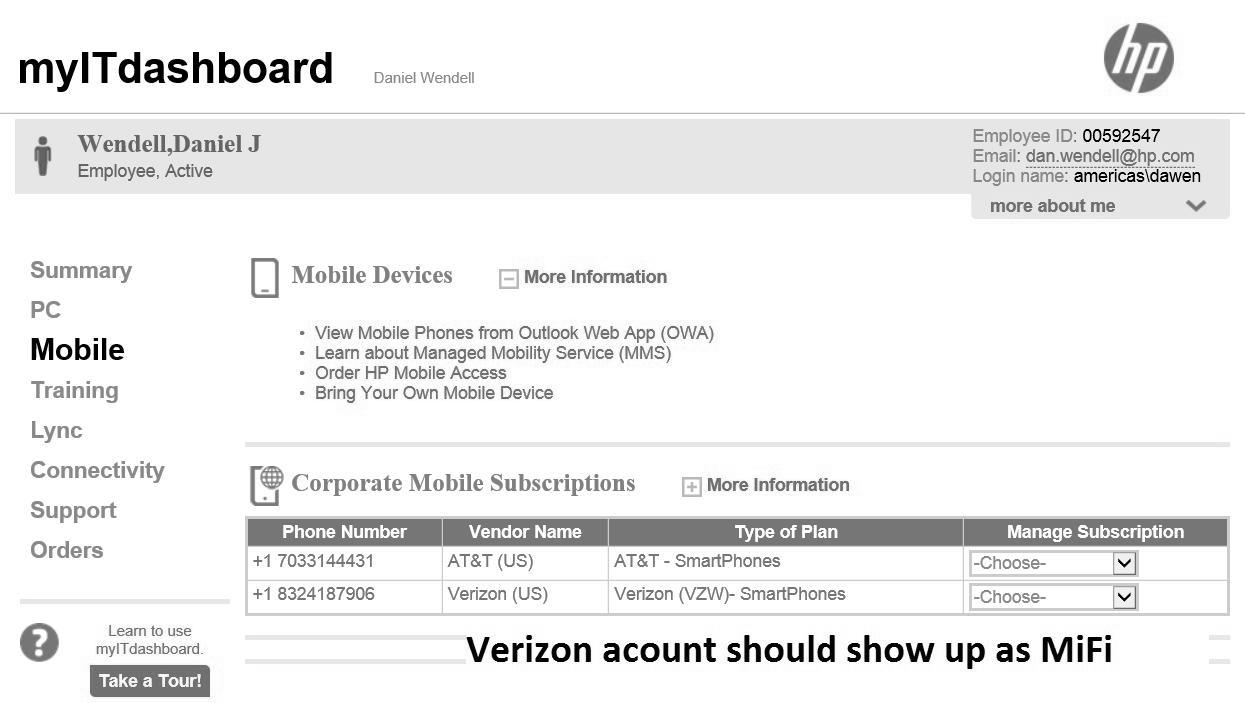 myITdashboard Daniel Wendell hp
Wendell,Daniel J
Employee, Active
Employee ID: 00592547
Email: dan.wendell@hp.com
Login name: americas\dawen
more about me
Summary
PC
Mobile
Training
Lync
Connectivity
Support
Orders
Learn to use
myITdashboard.
Take a Tour!
Mobile Devices More Information
• View Mobile Phones from Outlook Web App (OWA)
• Learn about Managed Mobility Service (MMS)
• Order HP Mobile Access
• Bring Your Own Mobile Device
Corporate Mobile Subscriptions More Information
Phone Number Vendor Name Type of Plan Manage Subscription
+1 7033144431 AT&T (US) AT&T - SmartPhones -Choose-
+1 8324187906 Verizon (US) Verizon (VZW)- SmartPhones -Choose-
Verizon acount should show up as MiFi